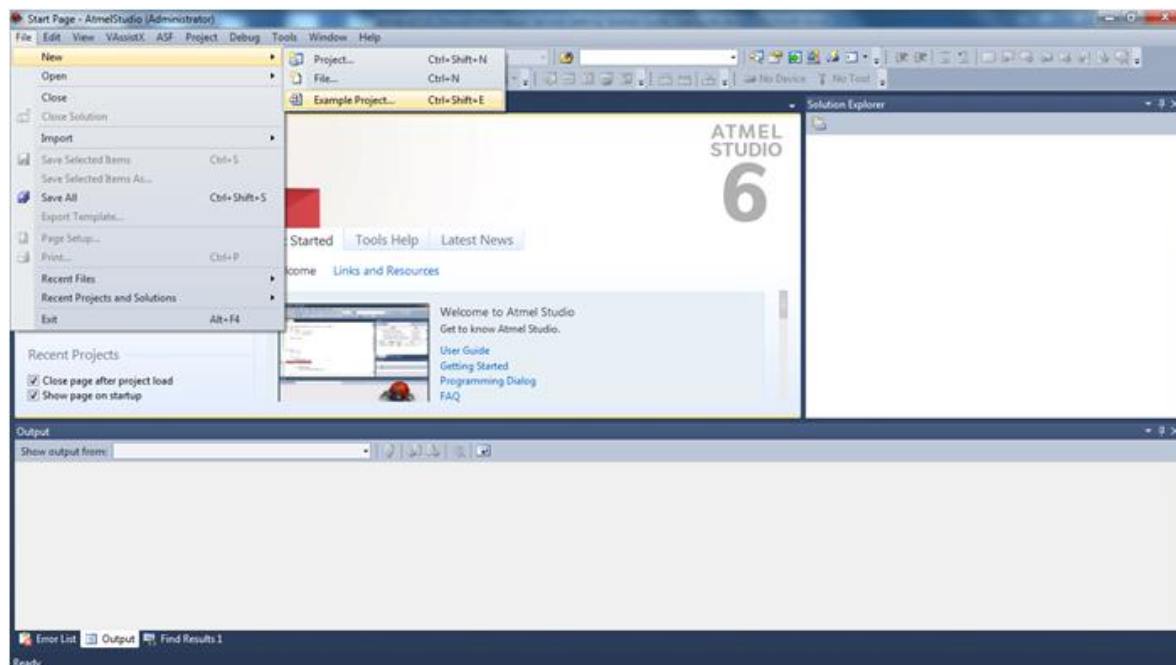 Start Page - AtmelStudio (Administrator)
File Edit View VAssistX ASF Project Debug Tools Window Help
New
Open
Close
Close Solution
Import
Save Selected Items Ctrl+S
Save Selected Items As...
Save All Ctrl+Shift+S
Export Template...
Page Setup...
Print... Ctrl+P
Recent Files
Recent Projects and Solutions
Exit Alt+F4
Project... Ctrl+Shift+N
File... Ctrl+N
Example Project... Ctrl+Shift+E
No Device No Tool
Solution Explorer
ATMEL
STUDIO
6
Started Tools Help Latest News
come Links and Resources
Welcome to Atmel Studio
Get to know Atmel Studio.
User Guide
Getting Started
Programming Dialog
FAQ
Recent Projects
Close page after project load
Show page on startup
Output
Show output from:
Error List Output Find Results 1
Ready